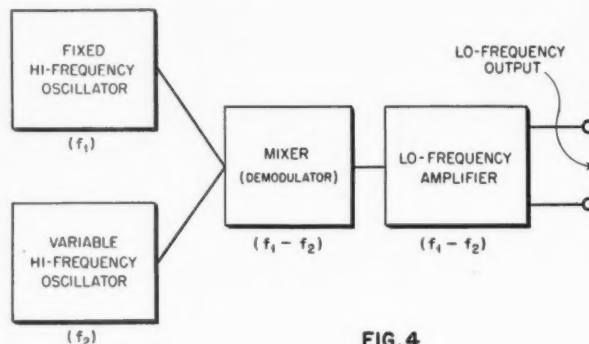 FIXED
HI-FREQUENCY
OSCILLATOR
(f₁)
VARIABLE
HI-FREQUENCY
OSCILLATOR
(f₂)
MIXER
(DEMODULATOR)
(f₁ - f₂)
LO-FREQUENCY
AMPLIFIER
(f₁ - f₂)
LO-FREQUENCY
OUTPUT
FIG. 4